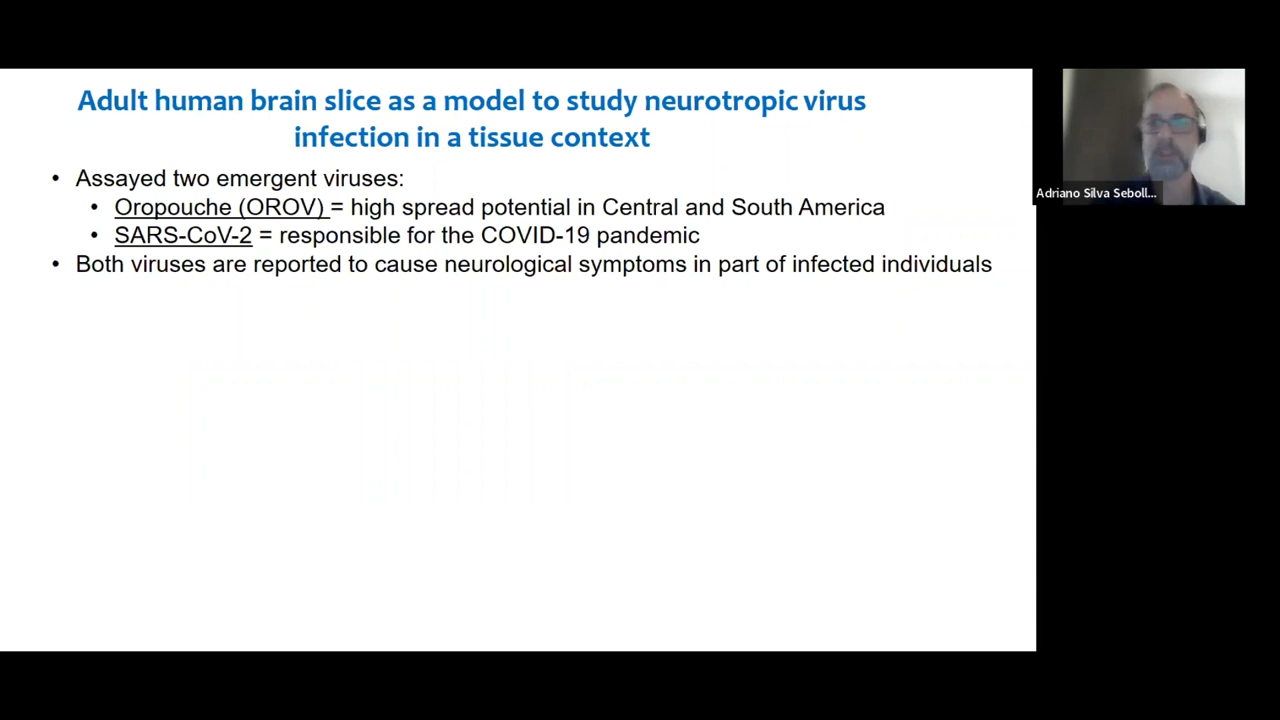 Adult human brain slice as a model to study neurotropic virus
infection in a tissue context
• Assayed two emergent viruses:
• Oropouche (OROV) = high spread potential in Central and South America
• SARS-CoV-2 = responsible for the COVID-19 pandemic
• Both viruses are reported to cause neurological symptoms in part of infected individuals
Adriano Silva Seboll...